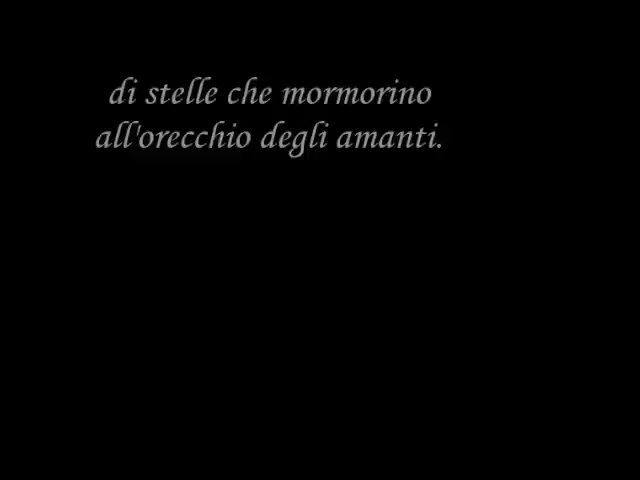 di stelle che mormorino
all'orecchio degli amanti.